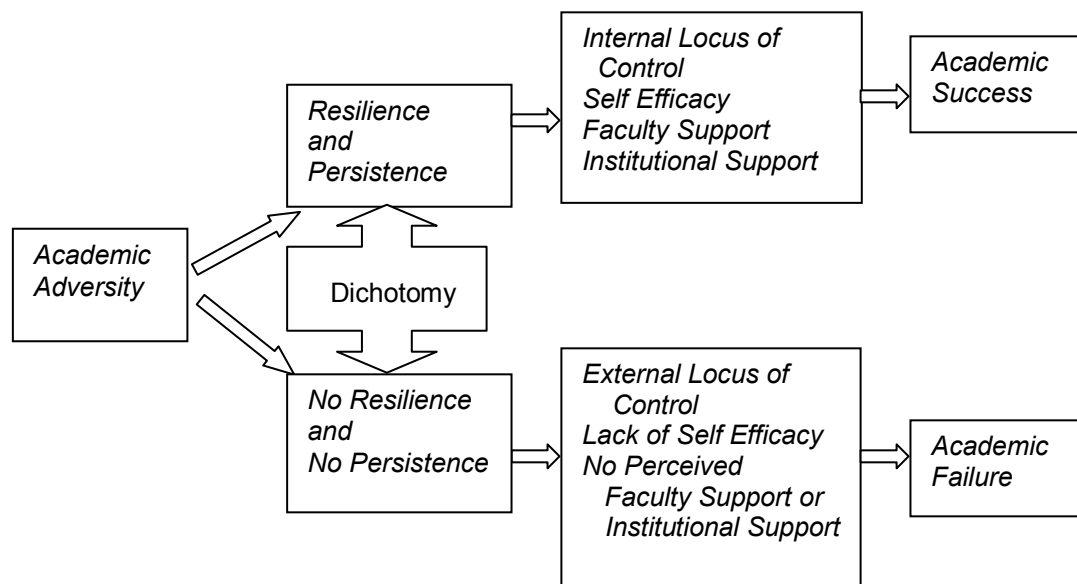 Academic
Adversity
Resilience
and
Persistence
Dichotomy
No Resilience
and
No Persistence
Internal Locus of
Control
Self Efficacy
Faculty Support
Institutional Support
External Locus of
Control
Lack of Self Efficacy
No Perceived
Faculty Support or
Institutional Support
Academic
Success
Academic
Failure